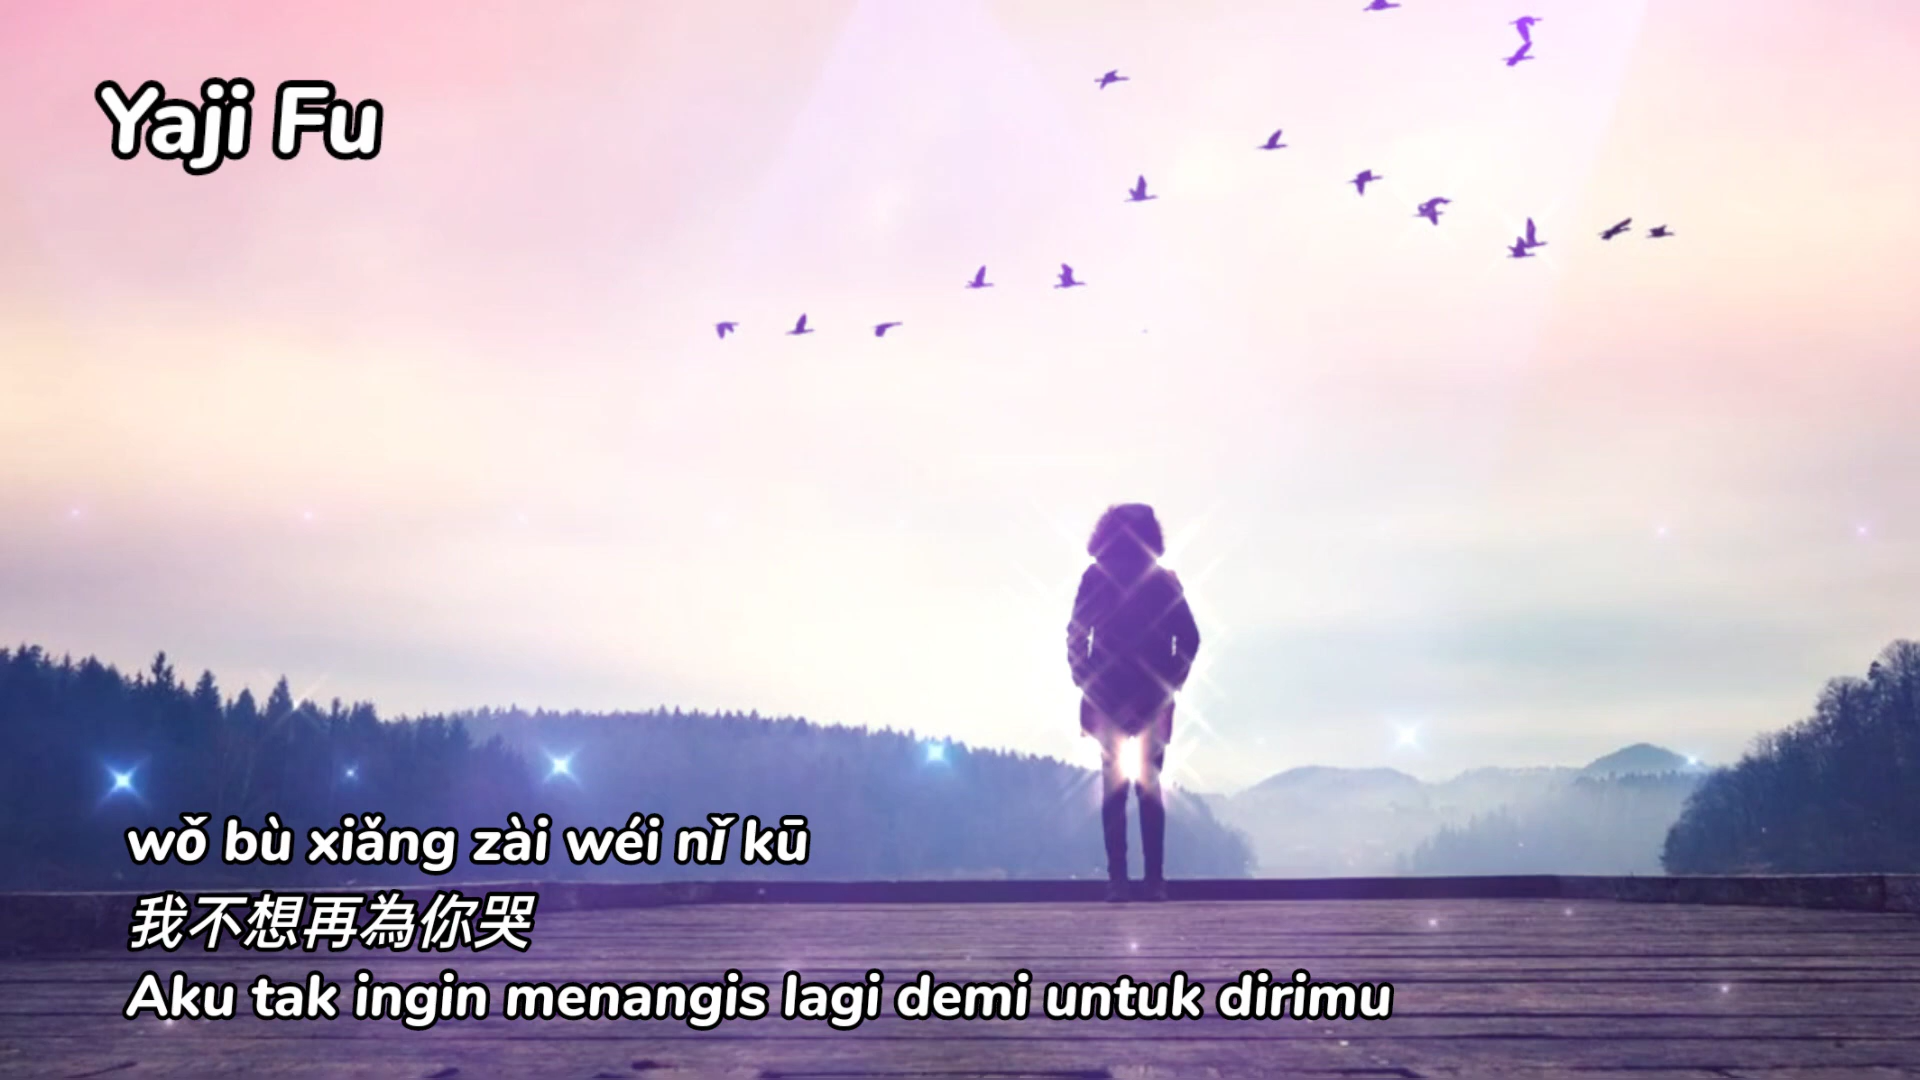 Yaji Fu
wǒ bù xiǎng zài wéi nǐ kū
我不想再為你哭
Aku tak ingin menangis lagi demi untuk dirimu